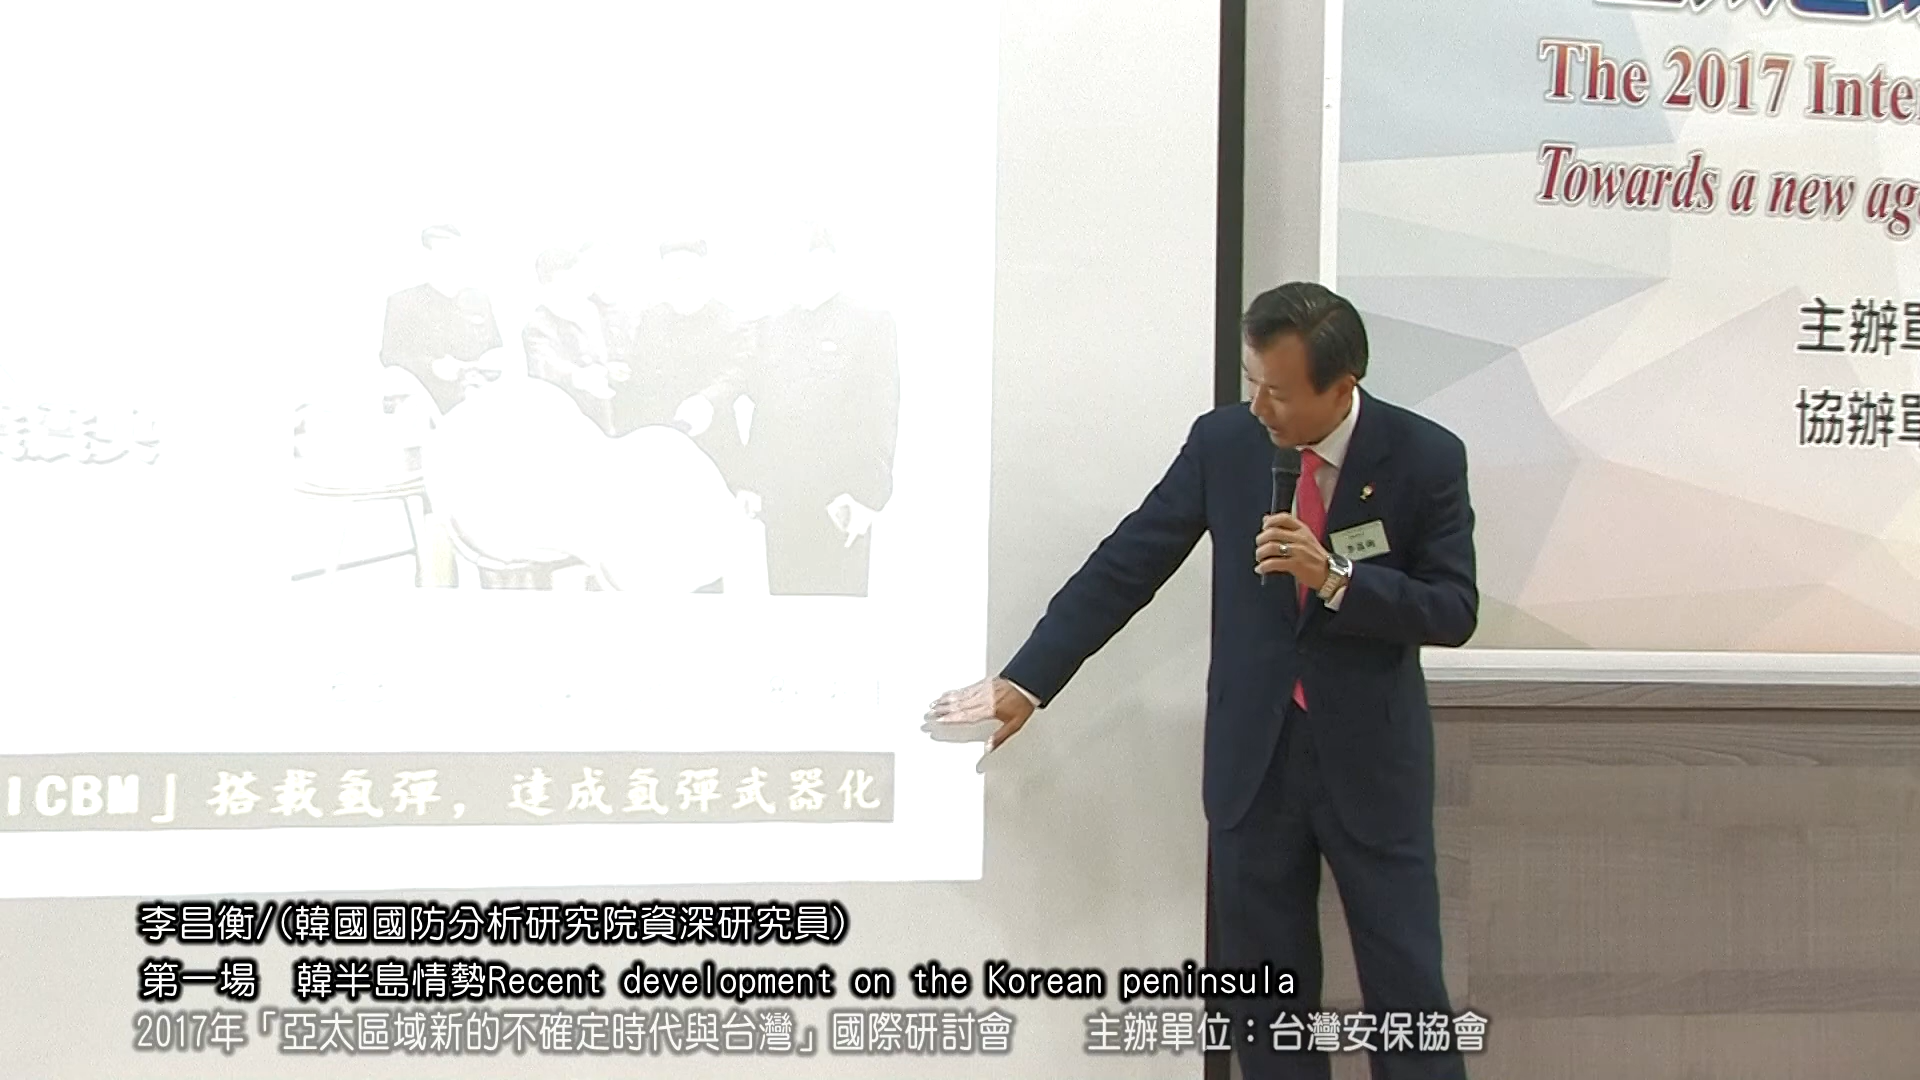 The 2017 Inte
Towards a new ag
主辦單
協辦單
李昌衡
ICBM」搭載氫彈，達成氫彈武器化
李昌衡/(韓國國防分析研究院資深研究員)
第一場　韓半島情勢Recent development on the Korean peninsula
2017年「亞太區域新的不確定時代與台灣」國際研討會　　主辦單位：台灣安保協會